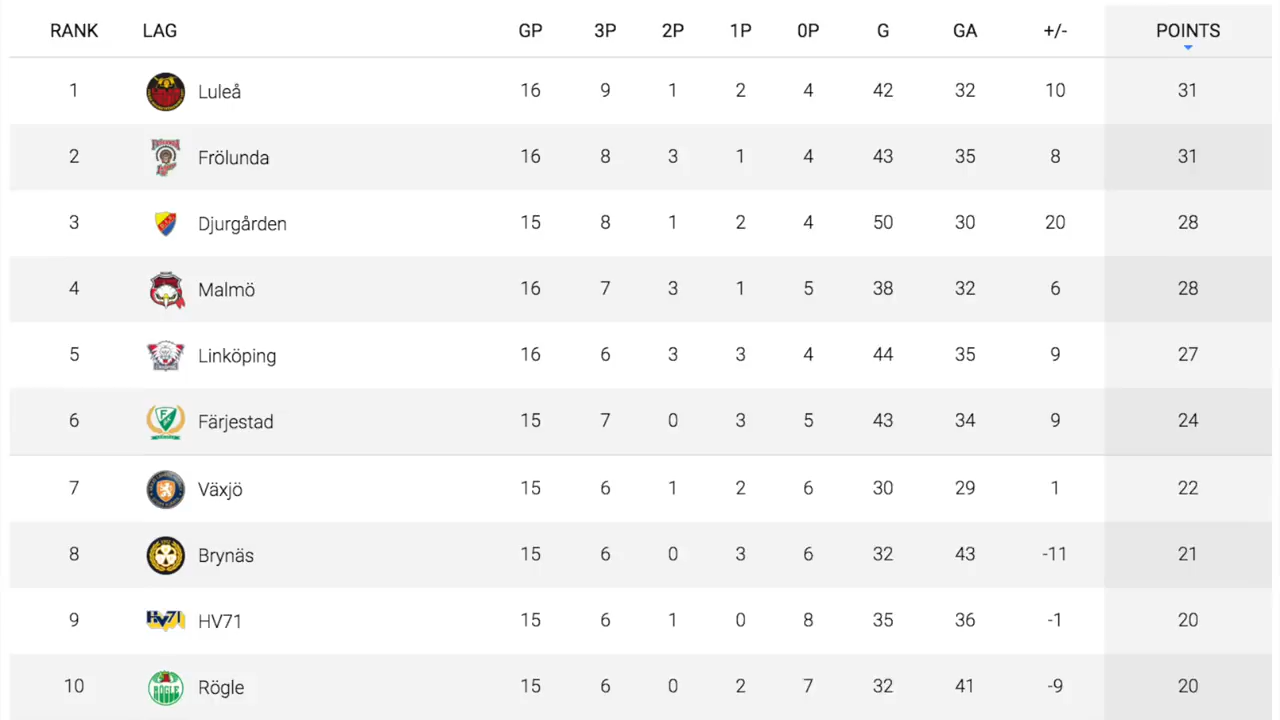 RANK LAG GP 3P 2P 1P 0P G GA +/- POINTS
1 Luleå 16 9 1 2 4 42 32 10 31
2 Frölunda 16 8 3 1 4 43 35 8 31
3 Djurgården 15 8 1 2 4 50 30 20 28
4 Malmö 16 7 3 1 5 38 32 6 28
5 Linköping 16 6 3 3 4 44 35 9 27
6 Färjestad 15 7 0 3 5 43 34 9 24
7 Växjö 15 6 1 2 6 30 29 1 22
8 Brynäs 15 6 0 3 6 32 43 -11 21
9 HV71 HV71 15 6 1 0 8 35 36 -1 20
10 RÖGLE Rögle 15 6 0 2 7 32 41 -9 20